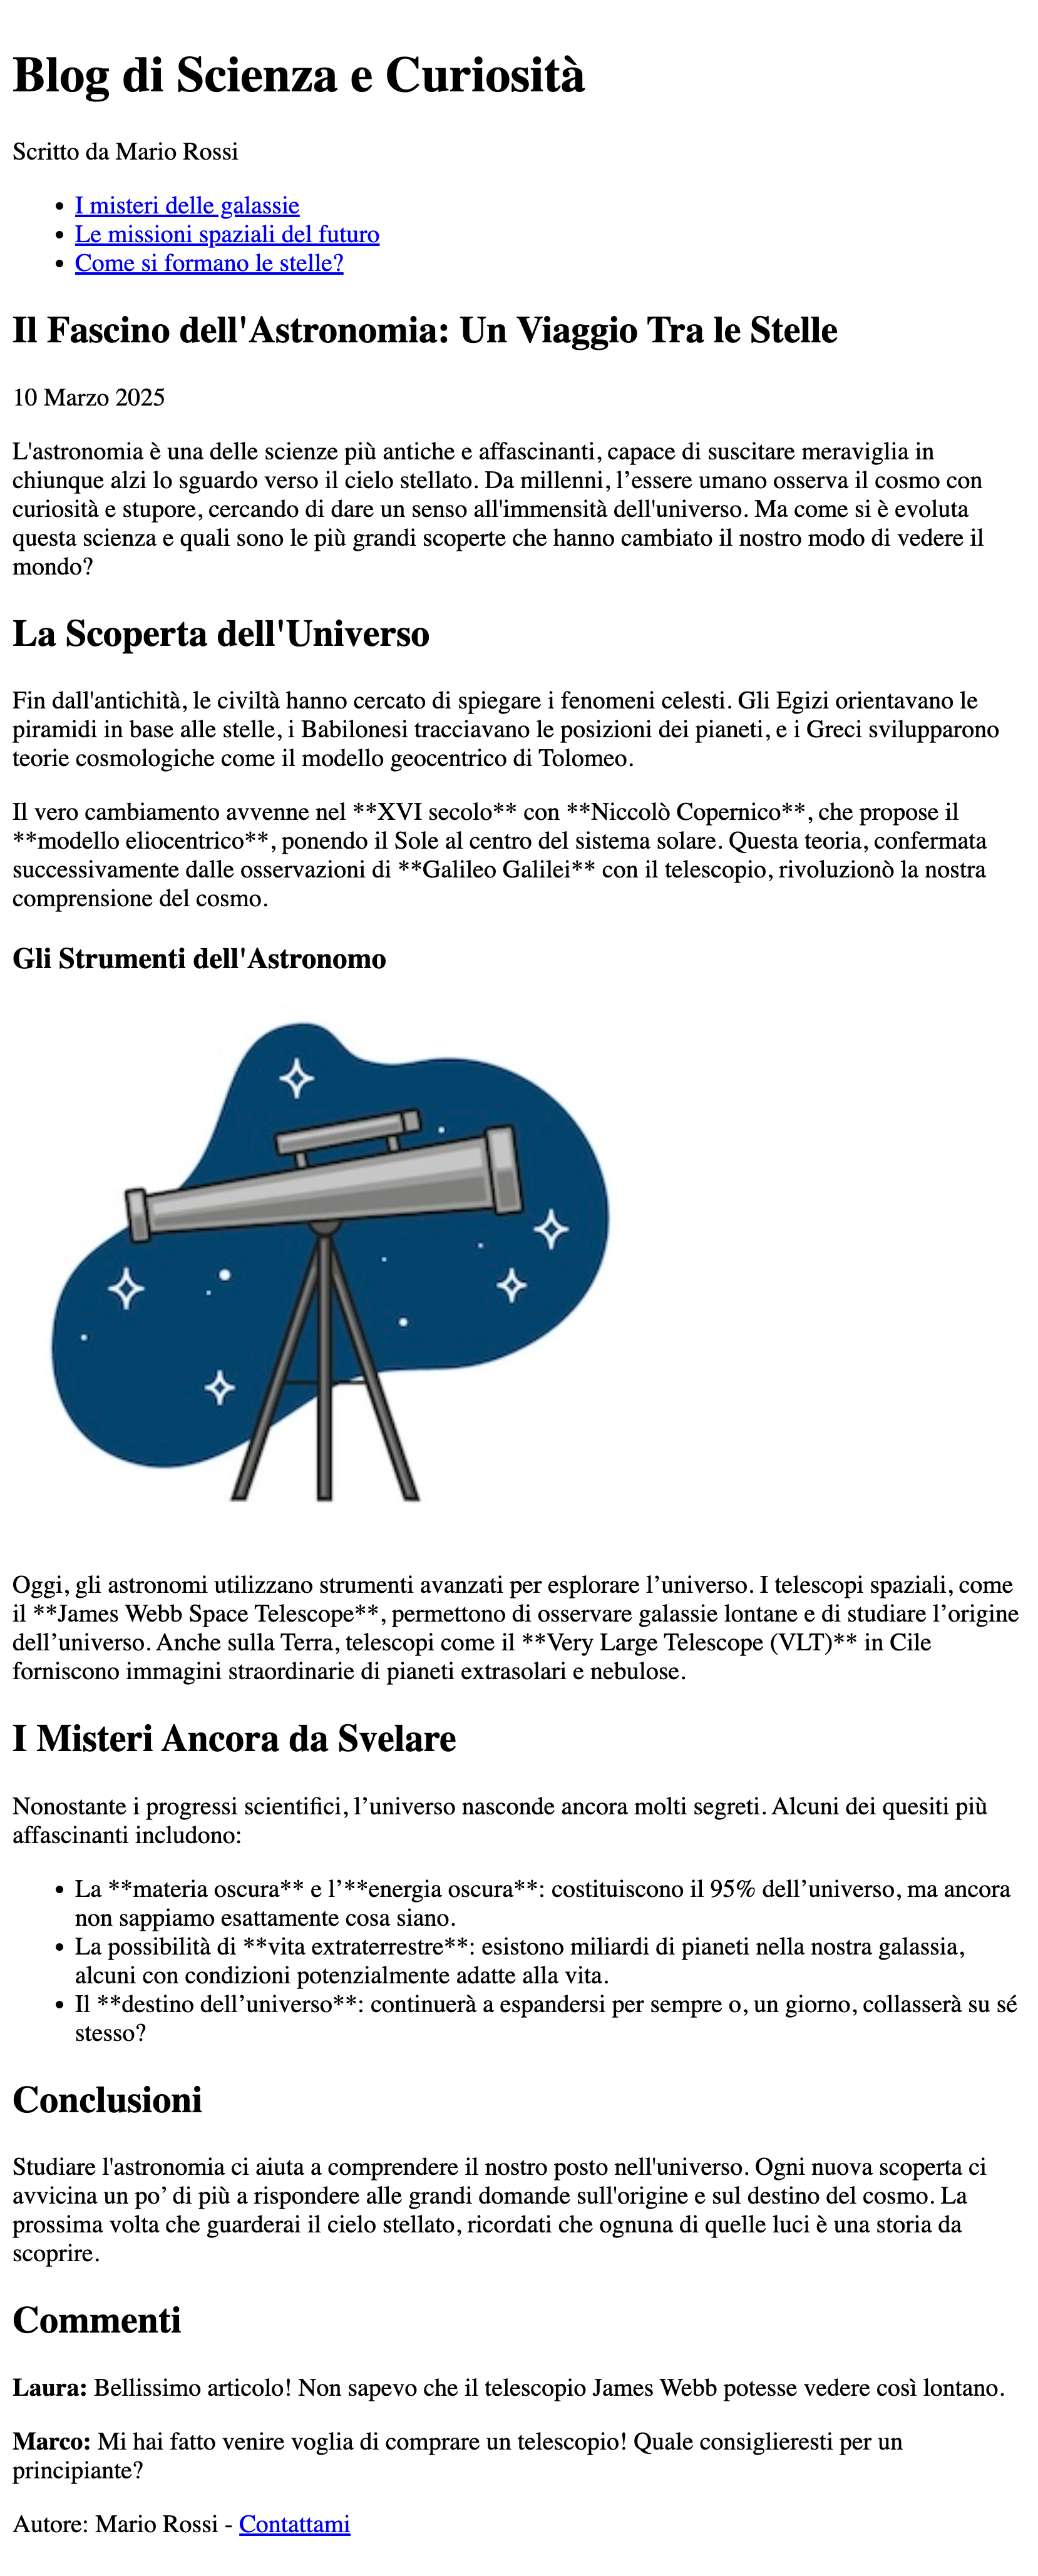 Blog di Scienza e Curiosità
Scritto da Mario Rossi
• I misteri delle galassie
• Le missioni spaziali del futuro
• Come si formano le stelle?
Il Fascino dell'Astronomia: Un Viaggio Tra le Stelle
10 Marzo 2025
L'astronomia è una delle scienze più antiche e affascinanti, capace di suscitare meraviglia in
chiunque alzi lo sguardo verso il cielo stellato. Da millenni, l’essere umano osserva il cosmo con
curiosità e stupore, cercando di dare un senso all'immensità dell'universo. Ma come si è evoluta
questa scienza e quali sono le più grandi scoperte che hanno cambiato il nostro modo di vedere il
mondo?
La Scoperta dell'Universo
Fin dall'antichità, le civiltà hanno cercato di spiegare i fenomeni celesti. Gli Egizi orientavano le
piramidi in base alle stelle, i Babilonesi tracciavano le posizioni dei pianeti, e i Greci svilupparono
teorie cosmologiche come il modello geocentrico di Tolomeo.
Il vero cambiamento avvenne nel **XVI secolo** con **Niccolò Copernico**, che propose il
**modello eliocentrico**, ponendo il Sole al centro del sistema solare. Questa teoria, confermata
successivamente dalle osservazioni di **Galileo Galilei** con il telescopio, rivoluzionò la nostra
comprensione del cosmo.
Gli Strumenti dell'Astronomo
Oggi, gli astronomi utilizzano strumenti avanzati per esplorare l’universo. I telescopi spaziali, come
il **James Webb Space Telescope**, permettono di osservare galassie lontane e di studiare l’origine
dell’universo. Anche sulla Terra, telescopi come il **Very Large Telescope (VLT)** in Cile
forniscono immagini straordinarie di pianeti extrasolari e nebulose.
I Misteri Ancora da Svelare
Nonostante i progressi scientifici, l’universo nasconde ancora molti segreti. Alcuni dei quesiti più
affascinanti includono:
• La **materia oscura** e l’**energia oscura**: costituiscono il 95% dell’universo, ma ancora
non sappiamo esattamente cosa siano.
• La possibilità di **vita extraterrestre**: esistono miliardi di pianeti nella nostra galassia,
alcuni con condizioni potenzialmente adatte alla vita.
• Il **destino dell’universo**: continuerà a espandersi per sempre o, un giorno, collasserà su sé
stesso?
Conclusioni
Studiare l'astronomia ci aiuta a comprendere il nostro posto nell'universo. Ogni nuova scoperta ci
avvicina un po’ di più a rispondere alle grandi domande sull'origine e sul destino del cosmo. La
prossima volta che guarderai il cielo stellato, ricordati che ognuna di quelle luci è una storia da
scoprire.
Commenti
Laura: Bellissimo articolo! Non sapevo che il telescopio James Webb potesse vedere così lontano.
Marco: Mi hai fatto venire voglia di comprare un telescopio! Quale consiglieresti per un
principiante?
Autore: Mario Rossi - Contattami